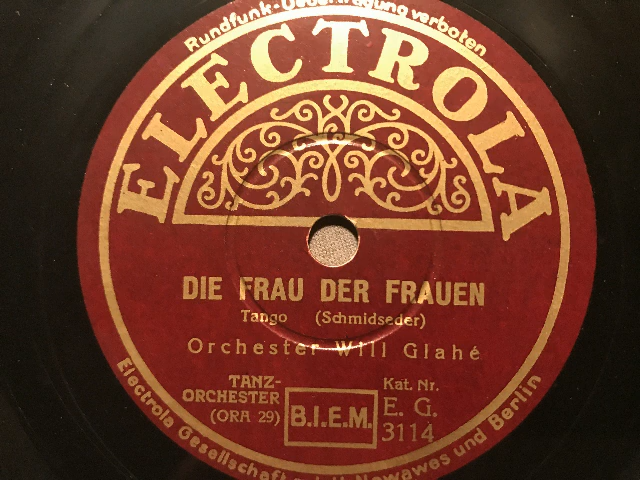 Rundfunk-Uebertragung verboten
ELECTROLA
DIE FRAU DER FRAUEN
Tango (Schmidseder)
Orchester Will Glahé
TANZ-
ORCHESTER
(ORA 29)
B.I.E.M.
Kat. Nr.
E. G.
3114
Electrola Gesellschaft Nowawes und Berlin